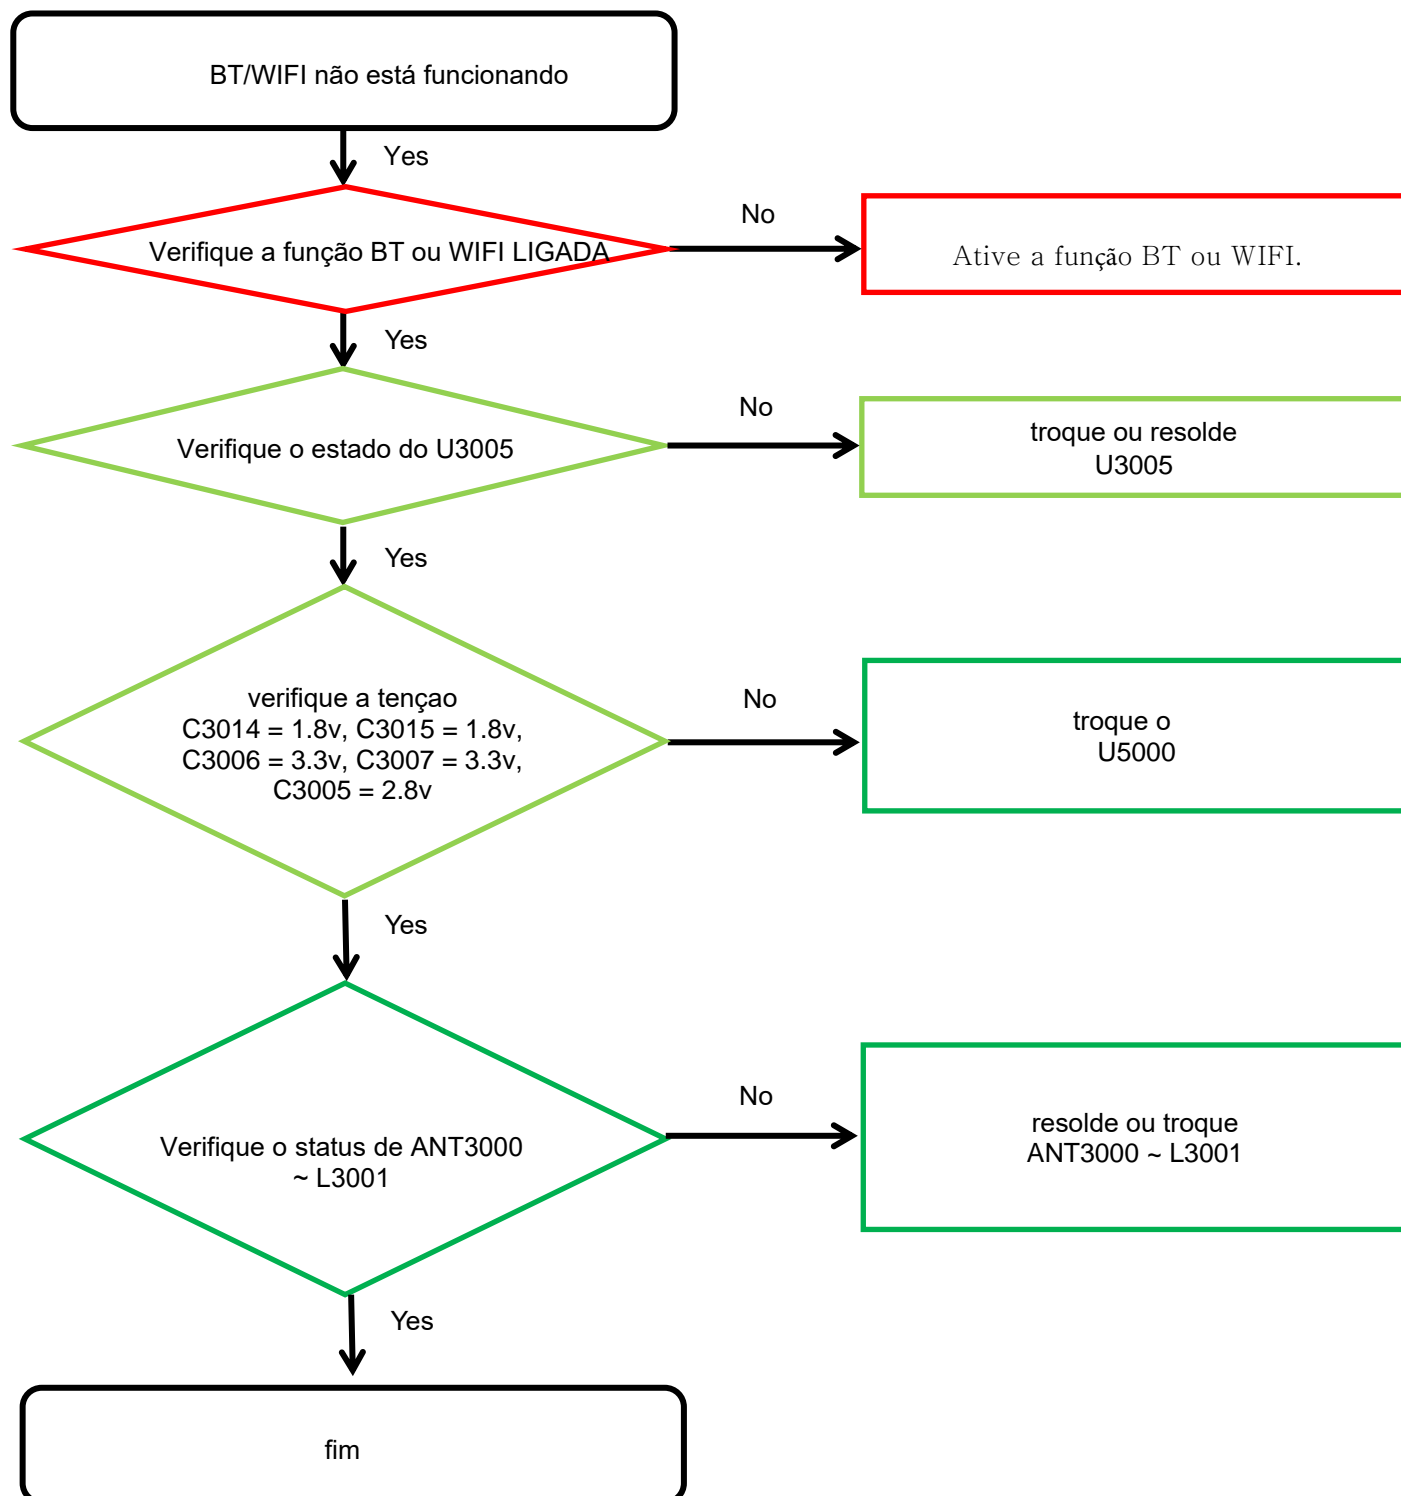 BT/WIFI não está funcionando
Yes
Verifique a função BT ou WIFI LIGADA
No
Ative a função BT ou WIFI.
Yes
Verifique o estado do U3005
No
troque ou resolde
U3005
Yes
verifique a tençao
C3014 = 1.8v, C3015 = 1.8v,
C3006 = 3.3v, C3007 = 3.3v,
C3005 = 2.8v
No
troque o
U5000
Yes
Verifique o status de ANT3000
~ L3001
No
resolde ou troque
ANT3000 ~ L3001
Yes
fim